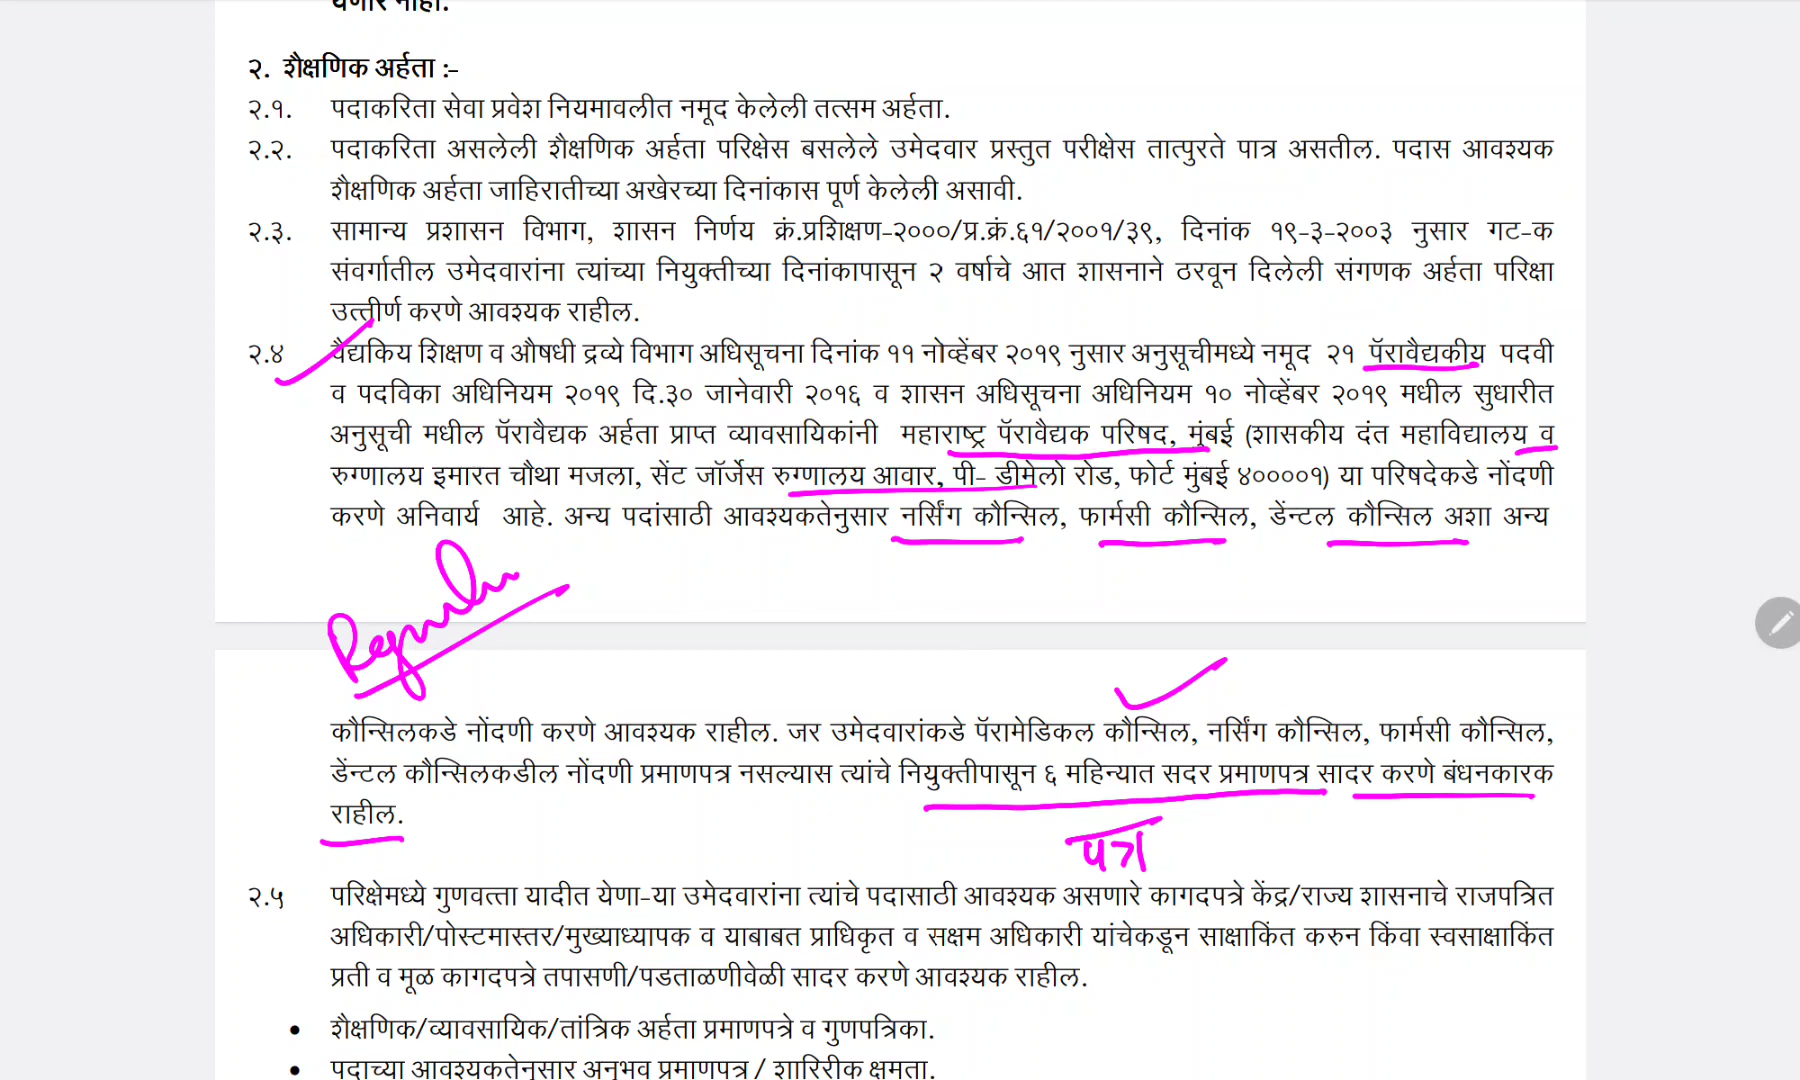 २. शैक्षणिक अर्हता :-
२.१. पदाकरिता सेवा प्रवेश नियमावलीत नमूद केलेली तत्सम अर्हता.
२.२. पदाकरिता असलेली शैक्षणिक अर्हता परिक्षेस बसलेले उमेदवार प्रस्तुत परीक्षेस तात्पुरते पात्र असतील. पदास आवश्यक
शैक्षणिक अर्हता जाहिरातीच्या अखेरच्या दिनांकास पूर्ण केलेली असावी.
२.३. सामान्य प्रशासन विभाग, शासन निर्णय क्रं.प्रशिक्षण-२०००/प्र.क्रं.६१/२००१/३९, दिनांक १९-३-२००३ नुसार गट-क
संवर्गातील उमेदवारांना त्यांच्या नियुक्तीच्या दिनांकापासून २ वर्षाचे आत शासनाने ठरवून दिलेली संगणक अर्हता परिक्षा
उत्तीर्ण करणे आवश्यक राहील.
२.४ वैद्यकिय शिक्षण व औषधी द्रव्ये विभाग अधिसूचना दिनांक ११ नोव्हेंबर २०१९ नुसार अनुसूचीमध्ये नमूद २१ पॅरावैद्यकीय पदवी
व पदविका अधिनियम २०१९ दि.३० जानेवारी २०१६ व शासन अधिसूचना अधिनियम १० नोव्हेंबर २०१९ मधील सुधारीत
अनुसूची मधील पॅरावैद्यक अर्हता प्राप्त व्यावसायिकांनी महाराष्ट्र पॅरावैद्यक परिषद, मुंबई (शासकीय दंत महाविद्यालय व
रुग्णालय इमारत चौथा मजला, सेंट जॉर्जेस रुग्णालय आवार, पी- डीमेलो रोड, फोर्ट मुंबई ४००००१) या परिषदेकडे नोंदणी
करणे अनिवार्य आहे. अन्य पदांसाठी आवश्यकतेनुसार नर्सिंग कौन्सिल, फार्मसी कौन्सिल, डेंन्टल कौन्सिल अशा अन्य
कौन्सिलकडे नोंदणी करणे आवश्यक राहील. जर उमेदवारांकडे पॅरामेडिकल कौन्सिल, नर्सिंग कौन्सिल, फार्मसी कौन्सिल,
डेंन्टल कौन्सिलकडील नोंदणी प्रमाणपत्र नसल्यास त्यांचे नियुक्तीपासून ६ महिन्यात सदर प्रमाणपत्र सादर करणे बंधनकारक
राहील.
पत्र
२.५ परिक्षेमध्ये गुणवत्ता यादीत येणा-या उमेदवारांना त्यांचे पदासाठी आवश्यक असणारे कागदपत्रे केंद्र/राज्य शासनाचे राजपत्रित
अधिकारी/पोस्टमास्तर/मुख्याध्यापक व याबाबत प्राधिकृत व सक्षम अधिकारी यांचेकडून साक्षाकिंत करुन किंवा स्वसाक्षाकिंत
प्रती व मूळ कागदपत्रे तपासणी/पडताळणीवेळी सादर करणे आवश्यक राहील.
• शैक्षणिक/व्यावसायिक/तांत्रिक अर्हता प्रमाणपत्रे व गुणपत्रिका.
• पदाच्या आवश्यकतेनुसार अनुभव प्रमाणपत्र / शारिरीक क्षमता.